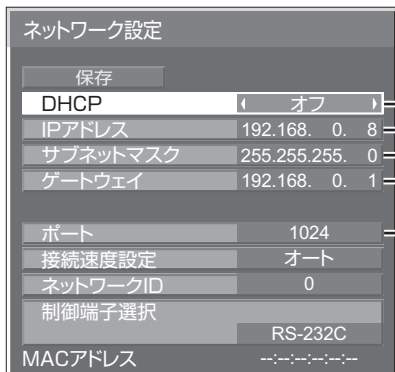 ネットワーク設定
保存
DHCP オフ
IPアドレス 192.168. 0. 8
サブネットマスク 255.255.255. 0
ゲートウェイ 192.168. 0. 1
ポート 1024
接続速度設定 オート
ネットワークID 0
制御端子選択
RS-232C
MACアドレス --:--:--:--:--:--